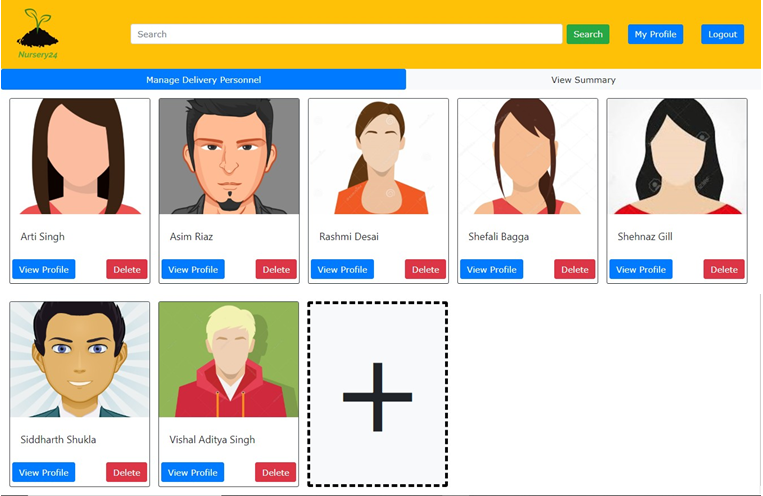 Nursery24
Search
Search
My Profile
Logout
Manage Delivery Personnel
View Summary
Arti Singh
Asim Riaz
Rashmi Desai
Shefali Bagga
Shehnaz Gill
View Profile
Delete
View Profile
Delete
View Profile
Delete
View Profile
Delete
View Profile
Delete
Siddharth Shukla
Vishal Aditya Singh
View Profile
Delete
View Profile
Delete